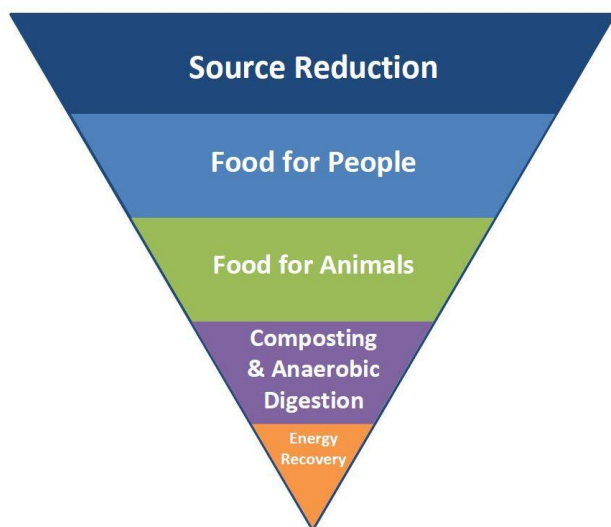 Source Reduction
Food for People
Food for Animals
Composting
& Anaerobic
Digestion
Energy
Recovery